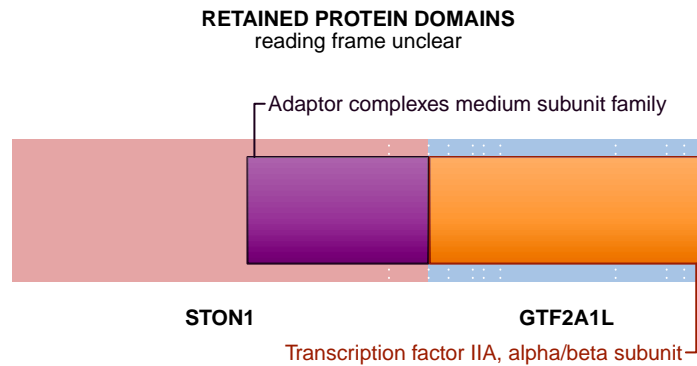 RETAINED PROTEIN DOMAINS
reading frame unclear
Adaptor complexes medium subunit family
STON1
GTF2A1L
Transcription factor IIA, alpha/beta subunit